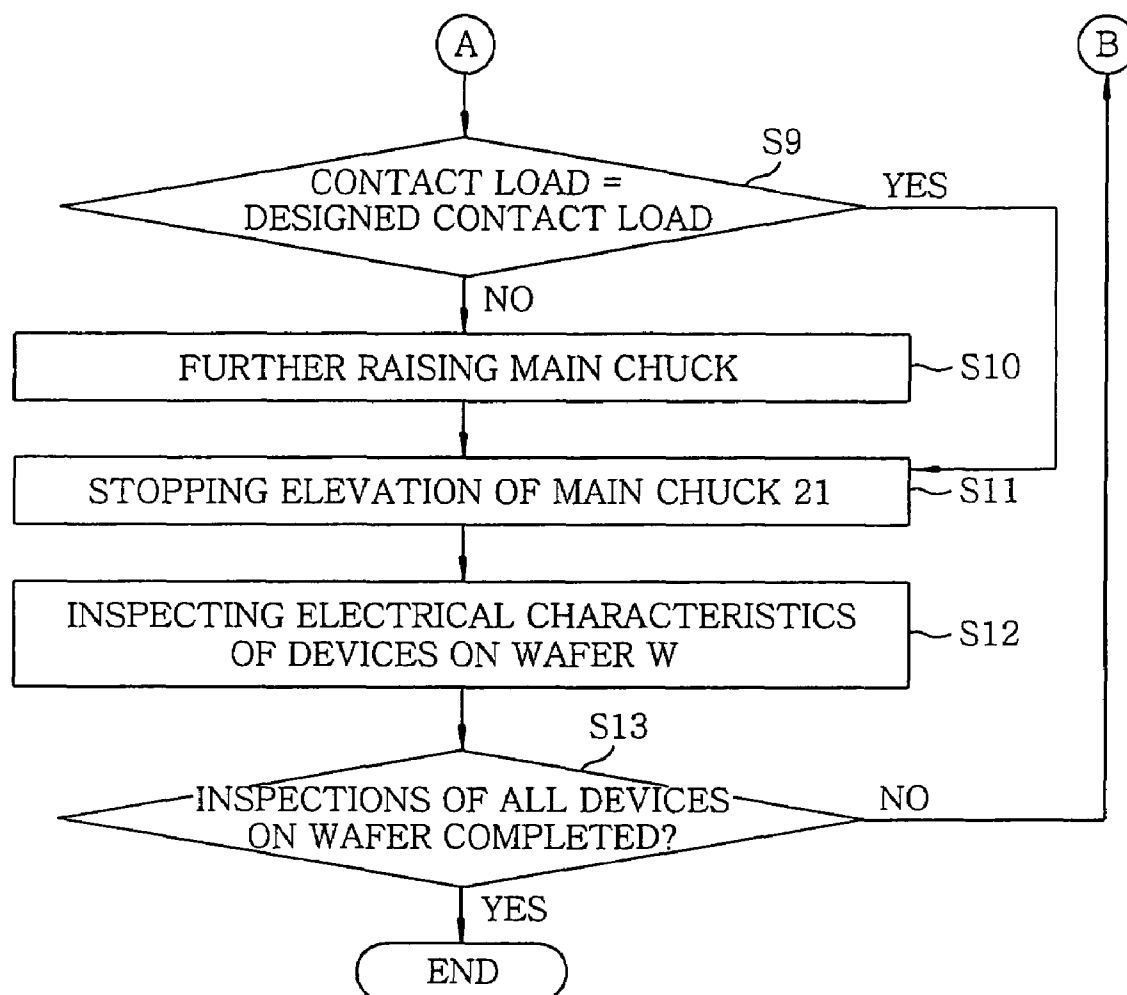 A
B
S9
CONTACT LOAD =
DESIGNED CONTACT LOAD
YES
NO
FURTHER RAISING MAIN CHUCK
S10
STOPPING ELEVATION OF MAIN CHUCK 21
S11
INSPECTING ELECTRICAL CHARACTERISTICS
OF DEVICES ON WAFER W
S12
S13
INSPECTIONS OF ALL DEVICES
ON WAFER COMPLETED?
NO
YES
END